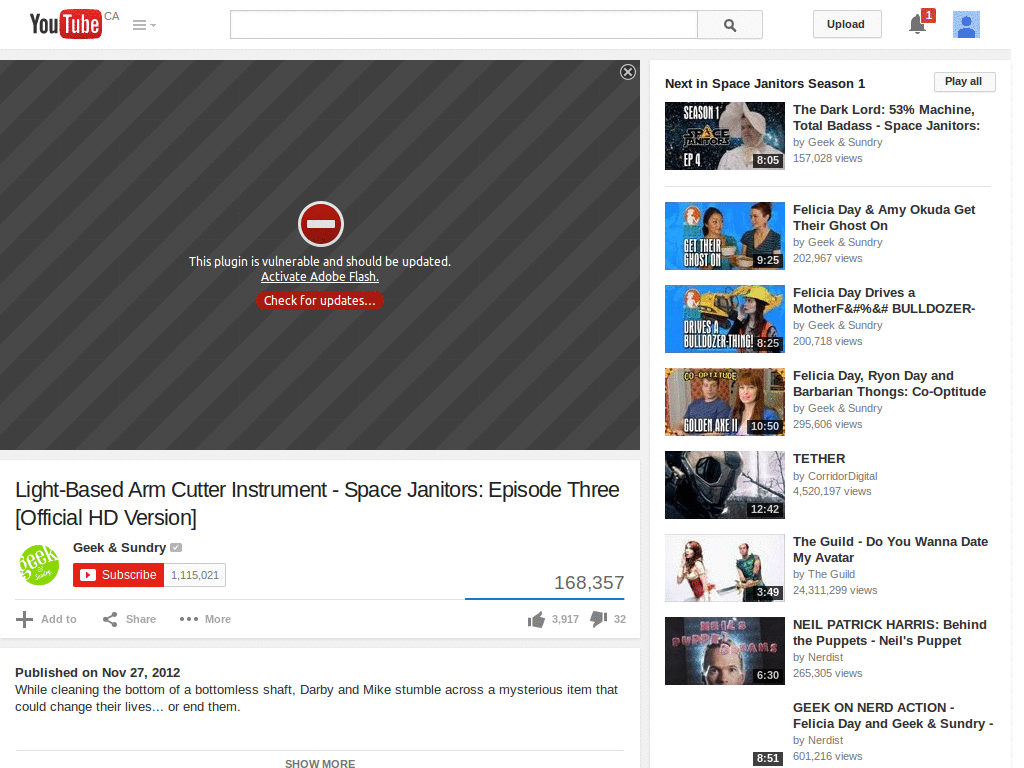 YouTube CA
Upload
1
This plugin is vulnerable and should be updated.
Activate Adobe Flash.
Check for updates...
Light-Based Arm Cutter Instrument - Space Janitors: Episode Three
[Official HD Version]
geek & Sundry
Geek & Sundry
Subscribe 1,115,021
168,357
Add to Share More 3,917 32
Published on Nov 27, 2012
While cleaning the bottom of a bottomless shaft, Darby and Mike stumble across a mysterious item that
could change their lives... or end them.
SHOW MORE
Next in Space Janitors Season 1 Play all
SEASON 1
SPACE
JANITORS
EP 4
8:05
The Dark Lord: 53% Machine,
Total Badass - Space Janitors:
by Geek & Sundry
157,028 views
GET THEIR
GHOST ON
9:25
Felicia Day & Amy Okuda Get
Their Ghost On
by Geek & Sundry
202,967 views
DRIVES A
BULLDOZER-THING!
8:25
Felicia Day Drives a
MotherF&#%&# BULLDOZER-
by Geek & Sundry
200,718 views
CO-OPTITUDE
GOLDEN AXE II
10:50
Felicia Day, Ryon Day and
Barbarian Thongs: Co-Optitude
by Geek & Sundry
295,606 views
12:42
TETHER
by CorridorDigital
4,520,197 views
3:49
The Guild - Do You Wanna Date
My Avatar
by The Guild
24,311,299 views
NEIL'S
PUPPET DREAMS
6:30
NEIL PATRICK HARRIS: Behind
the Puppets - Neil's Puppet
by Nerdist
265,305 views
8:51
GEEK ON NERD ACTION -
Felicia Day and Geek & Sundry -
by Nerdist
601,216 views